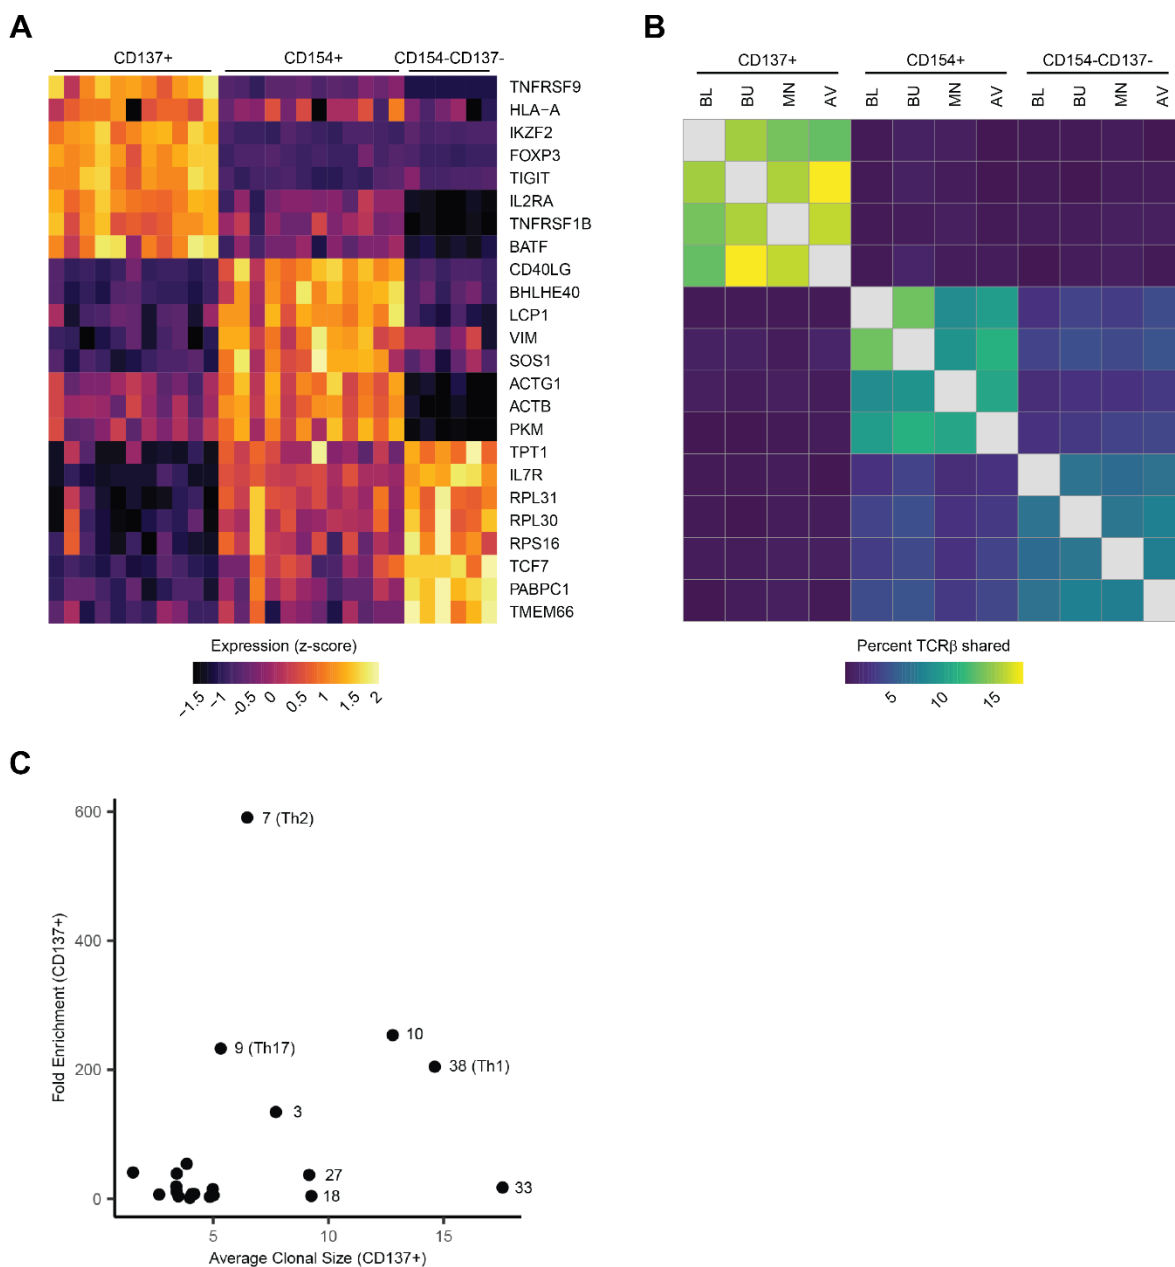 A
CD137+ CD154+ CD154-CD137-
TNFRSF9
HLA−A
IKZF2
FOXP3
TIGIT
IL2RA
TNFRSF1B
BATF
CD40LG
BHLHE40
LCP1
VIM
SOS1
ACTG1
ACTB
PKM
TPT1
IL7R
RPL31
RPL30
RPS16
TCF7
PABPC1
TMEM66
Expression (z-score)
−1.5 −1 -0.5 0 0.5 1 1.5 2
B
CD137+ CD154+ CD154-CD137-
BL BU MN AV BL BU MN AV BL BU MN AV
Percent TCRβ shared
5 10 15
C
Fold Enrichment (CD137+)
600
400
200
0
7 (Th2)
10
9 (Th17)
38 (Th1)
3
27
18
33
5 10 15
Average Clonal Size (CD137+)